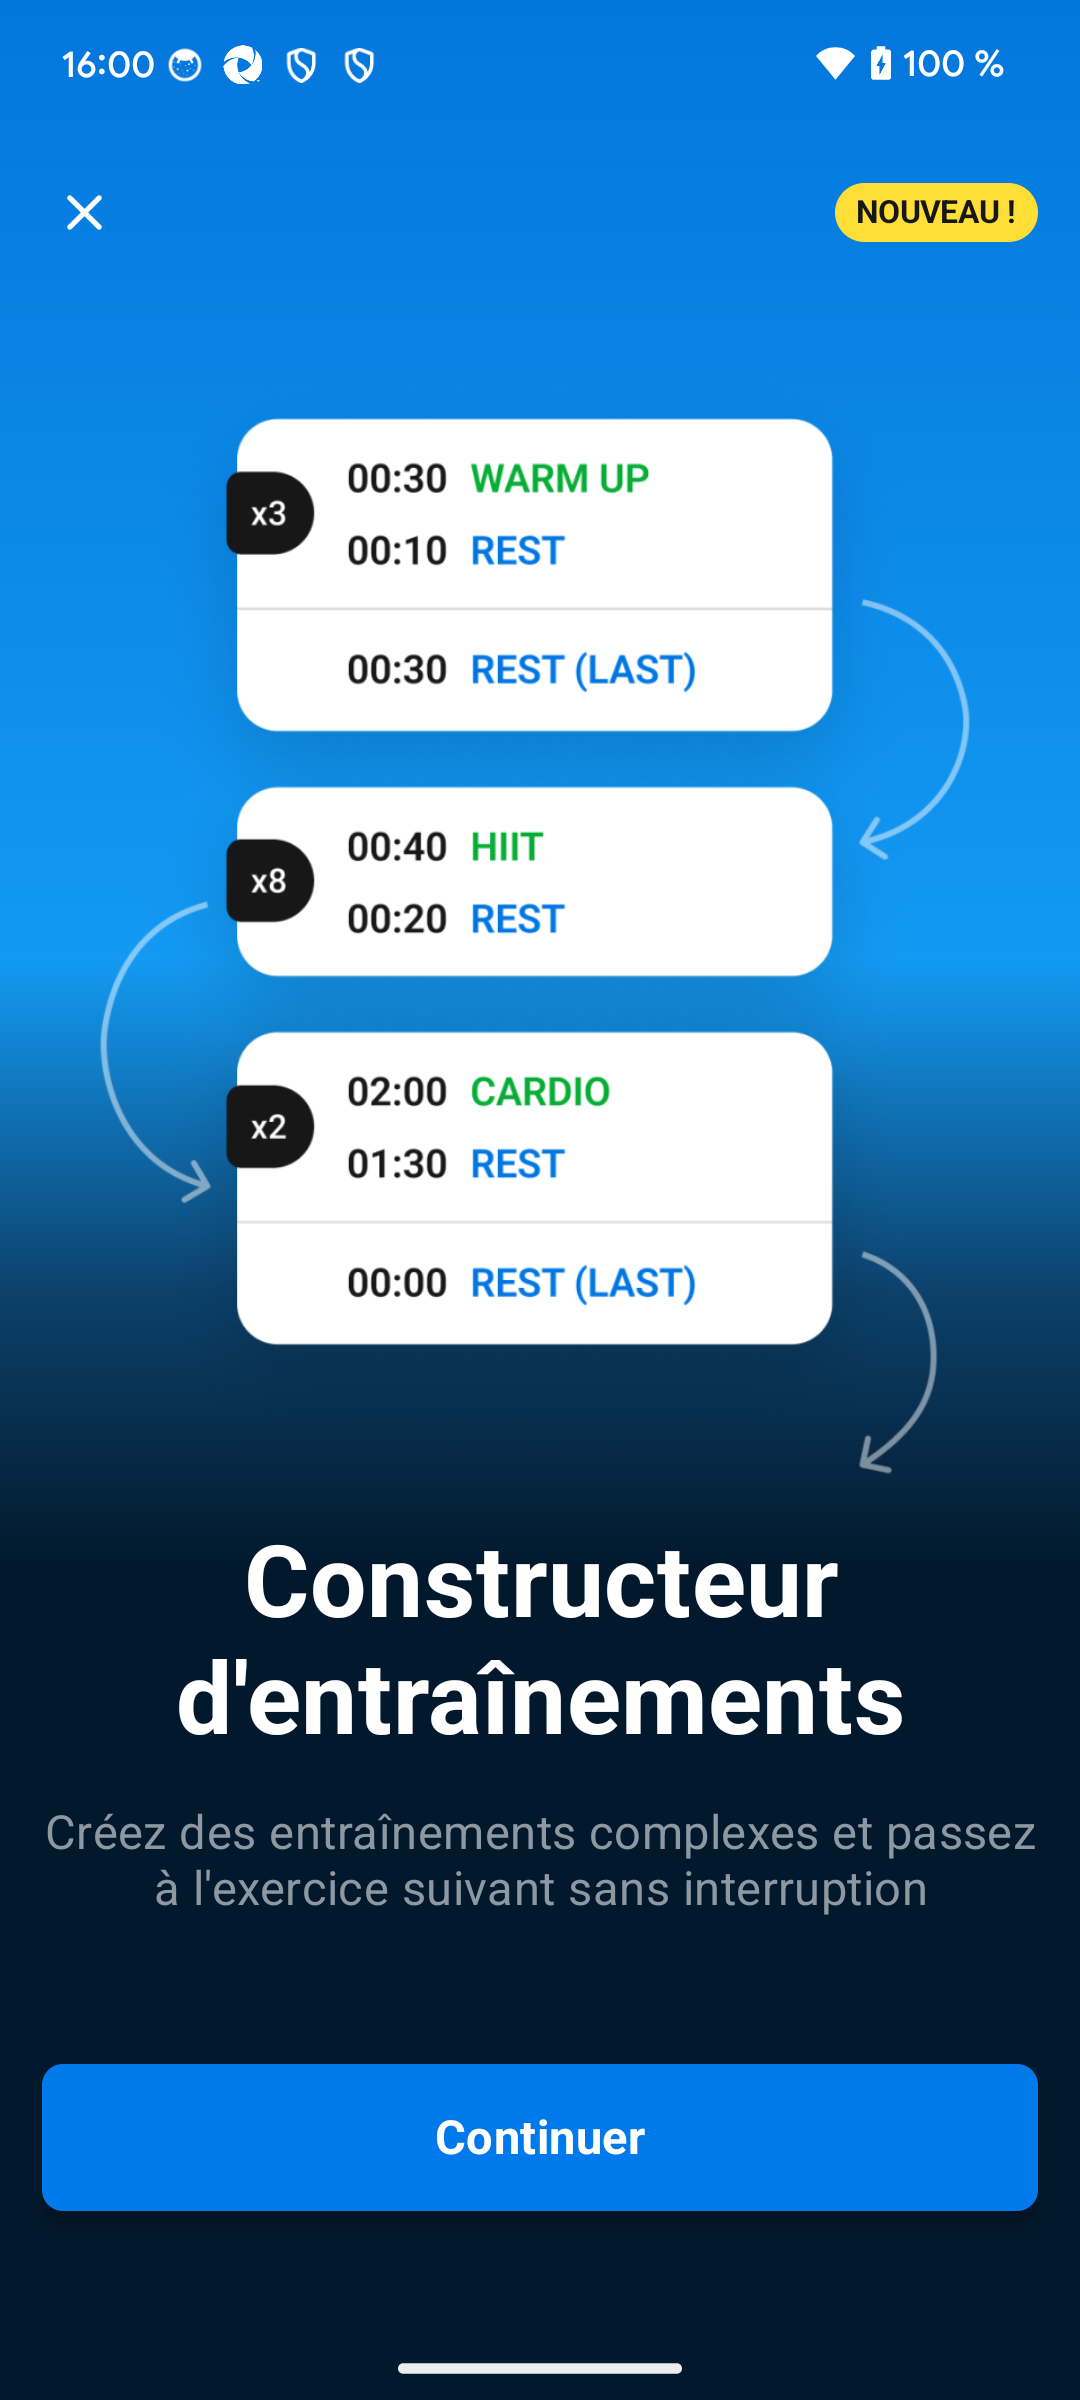 16:00
100 %
NOUVEAU !
x3
00:30 WARM UP
00:10 REST
00:30 REST (LAST)
x8
00:40 HIIT
00:20 REST
x2
02:00 CARDIO
01:30 REST
00:00 REST (LAST)
Constructeur
d'entraînements
Créez des entraînements complexes et passez
à l'exercice suivant sans interruption
Continuer